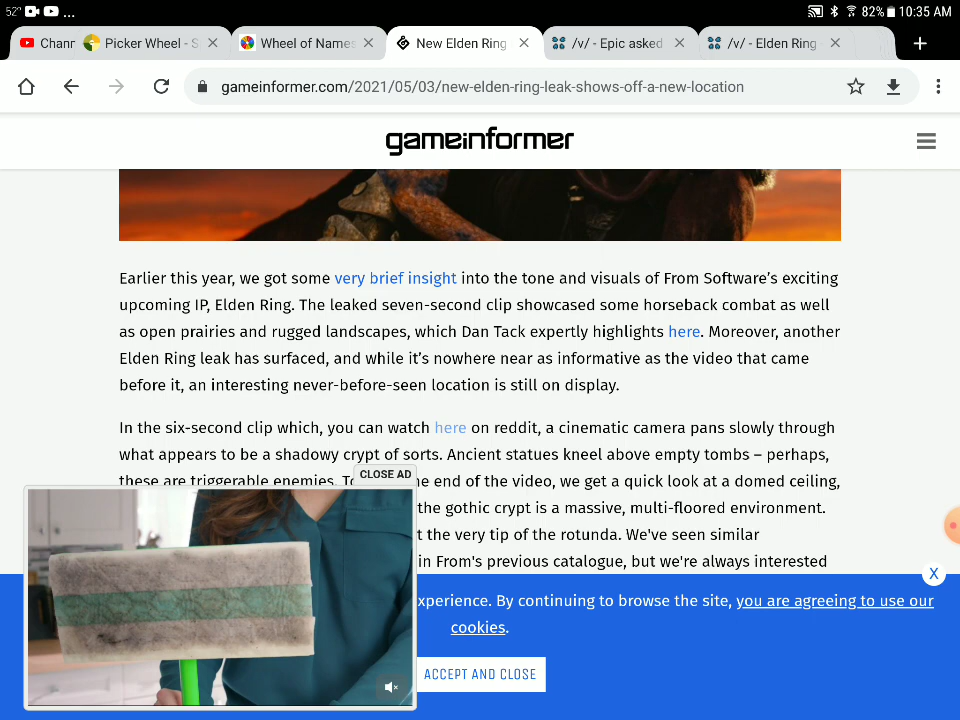 52°
...
82%
10:35 AM
Chanr
Picker Wheel - S
Wheel of Names
New Elden Ring
/v/ - Epic asked
/v/ - Elden Ring
gameinformer.com/2021/05/03/new-elden-ring-leak-shows-off-a-new-location
gameinformer
Earlier this year, we got some very brief insight into the tone and visuals of From Software's exciting
upcoming IP, Elden Ring. The leaked seven-second clip showcased some horseback combat as well
as open prairies and rugged landscapes, which Dan Tack expertly highlights here. Moreover, another
Elden Ring leak has surfaced, and while it's nowhere near as informative as the video that came
before it, an interesting never-before-seen location is still on display.
In the six-second clip which, you can watch here on reddit, a cinematic camera pans slowly through
what appears to be a shadowy crypt of sorts. Ancient statues kneel above empty tombs – perhaps,
these are triggerable enemies. end of the video, we get a quick look at a domed ceiling,
CLOSE AD
the gothic crypt is a massive, multi-floored environment.
the very tip of the rotunda. We've seen similar
in From's previous catalogue, but we're always interested
X
xperience. By continuing to browse the site, you are agreeing to use our
cookies.
ACCEPT AND CLOSE